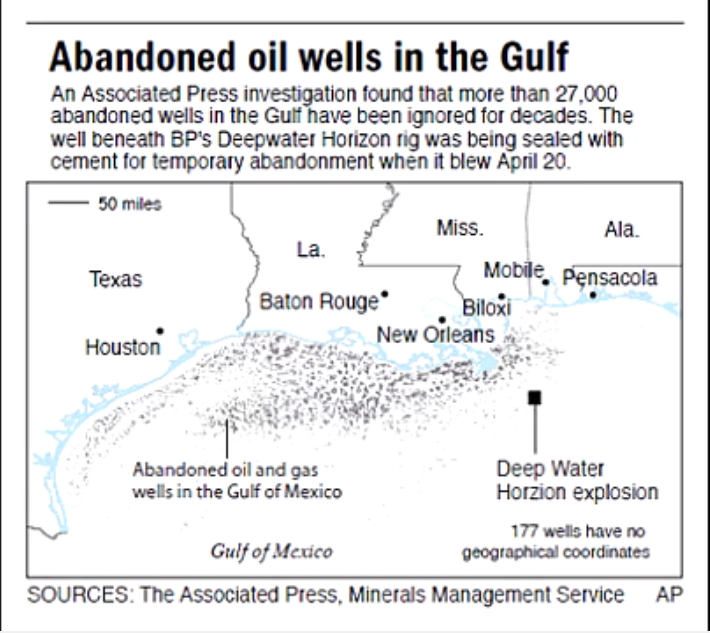 Abandoned oil wells in the Gulf
An Associated Press investigation found that more than 27,000
abandoned wells in the Gulf have been ignored for decades. The
well beneath BP's Deepwater Horizon rig was being sealed with
cement for temporary abandonment when it blew April 20.
50 miles
Miss.
Ala.
La.
Texas
Mobile
Pensacola
Baton Rouge
Biloxi
New Orleans
Houston
Abandoned oil and gas
wells in the Gulf of Mexico
Deep Water
Horzion explosion
177 wells have no
geographical coordinates
Gulf of Mexico
SOURCES: The Associated Press, Minerals Management Service AP